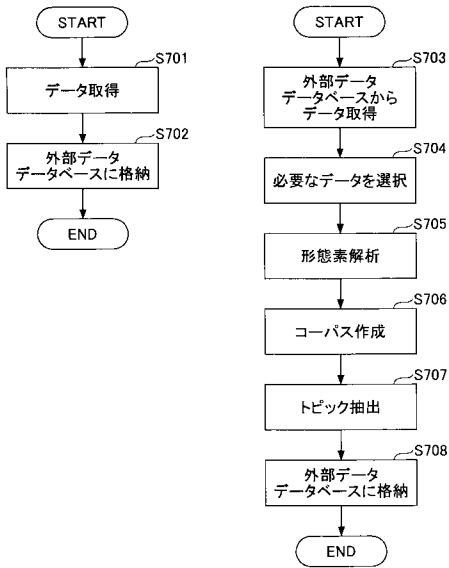 START
S701
データ取得
S702
外部データ
データベースに格納
END
START
S703
外部データ
データベースから
データ取得
S704
必要なデータを選択
S705
形態素解析
S706
コーパス作成
S707
トピック抽出
S708
外部データ
データベースに格納
END